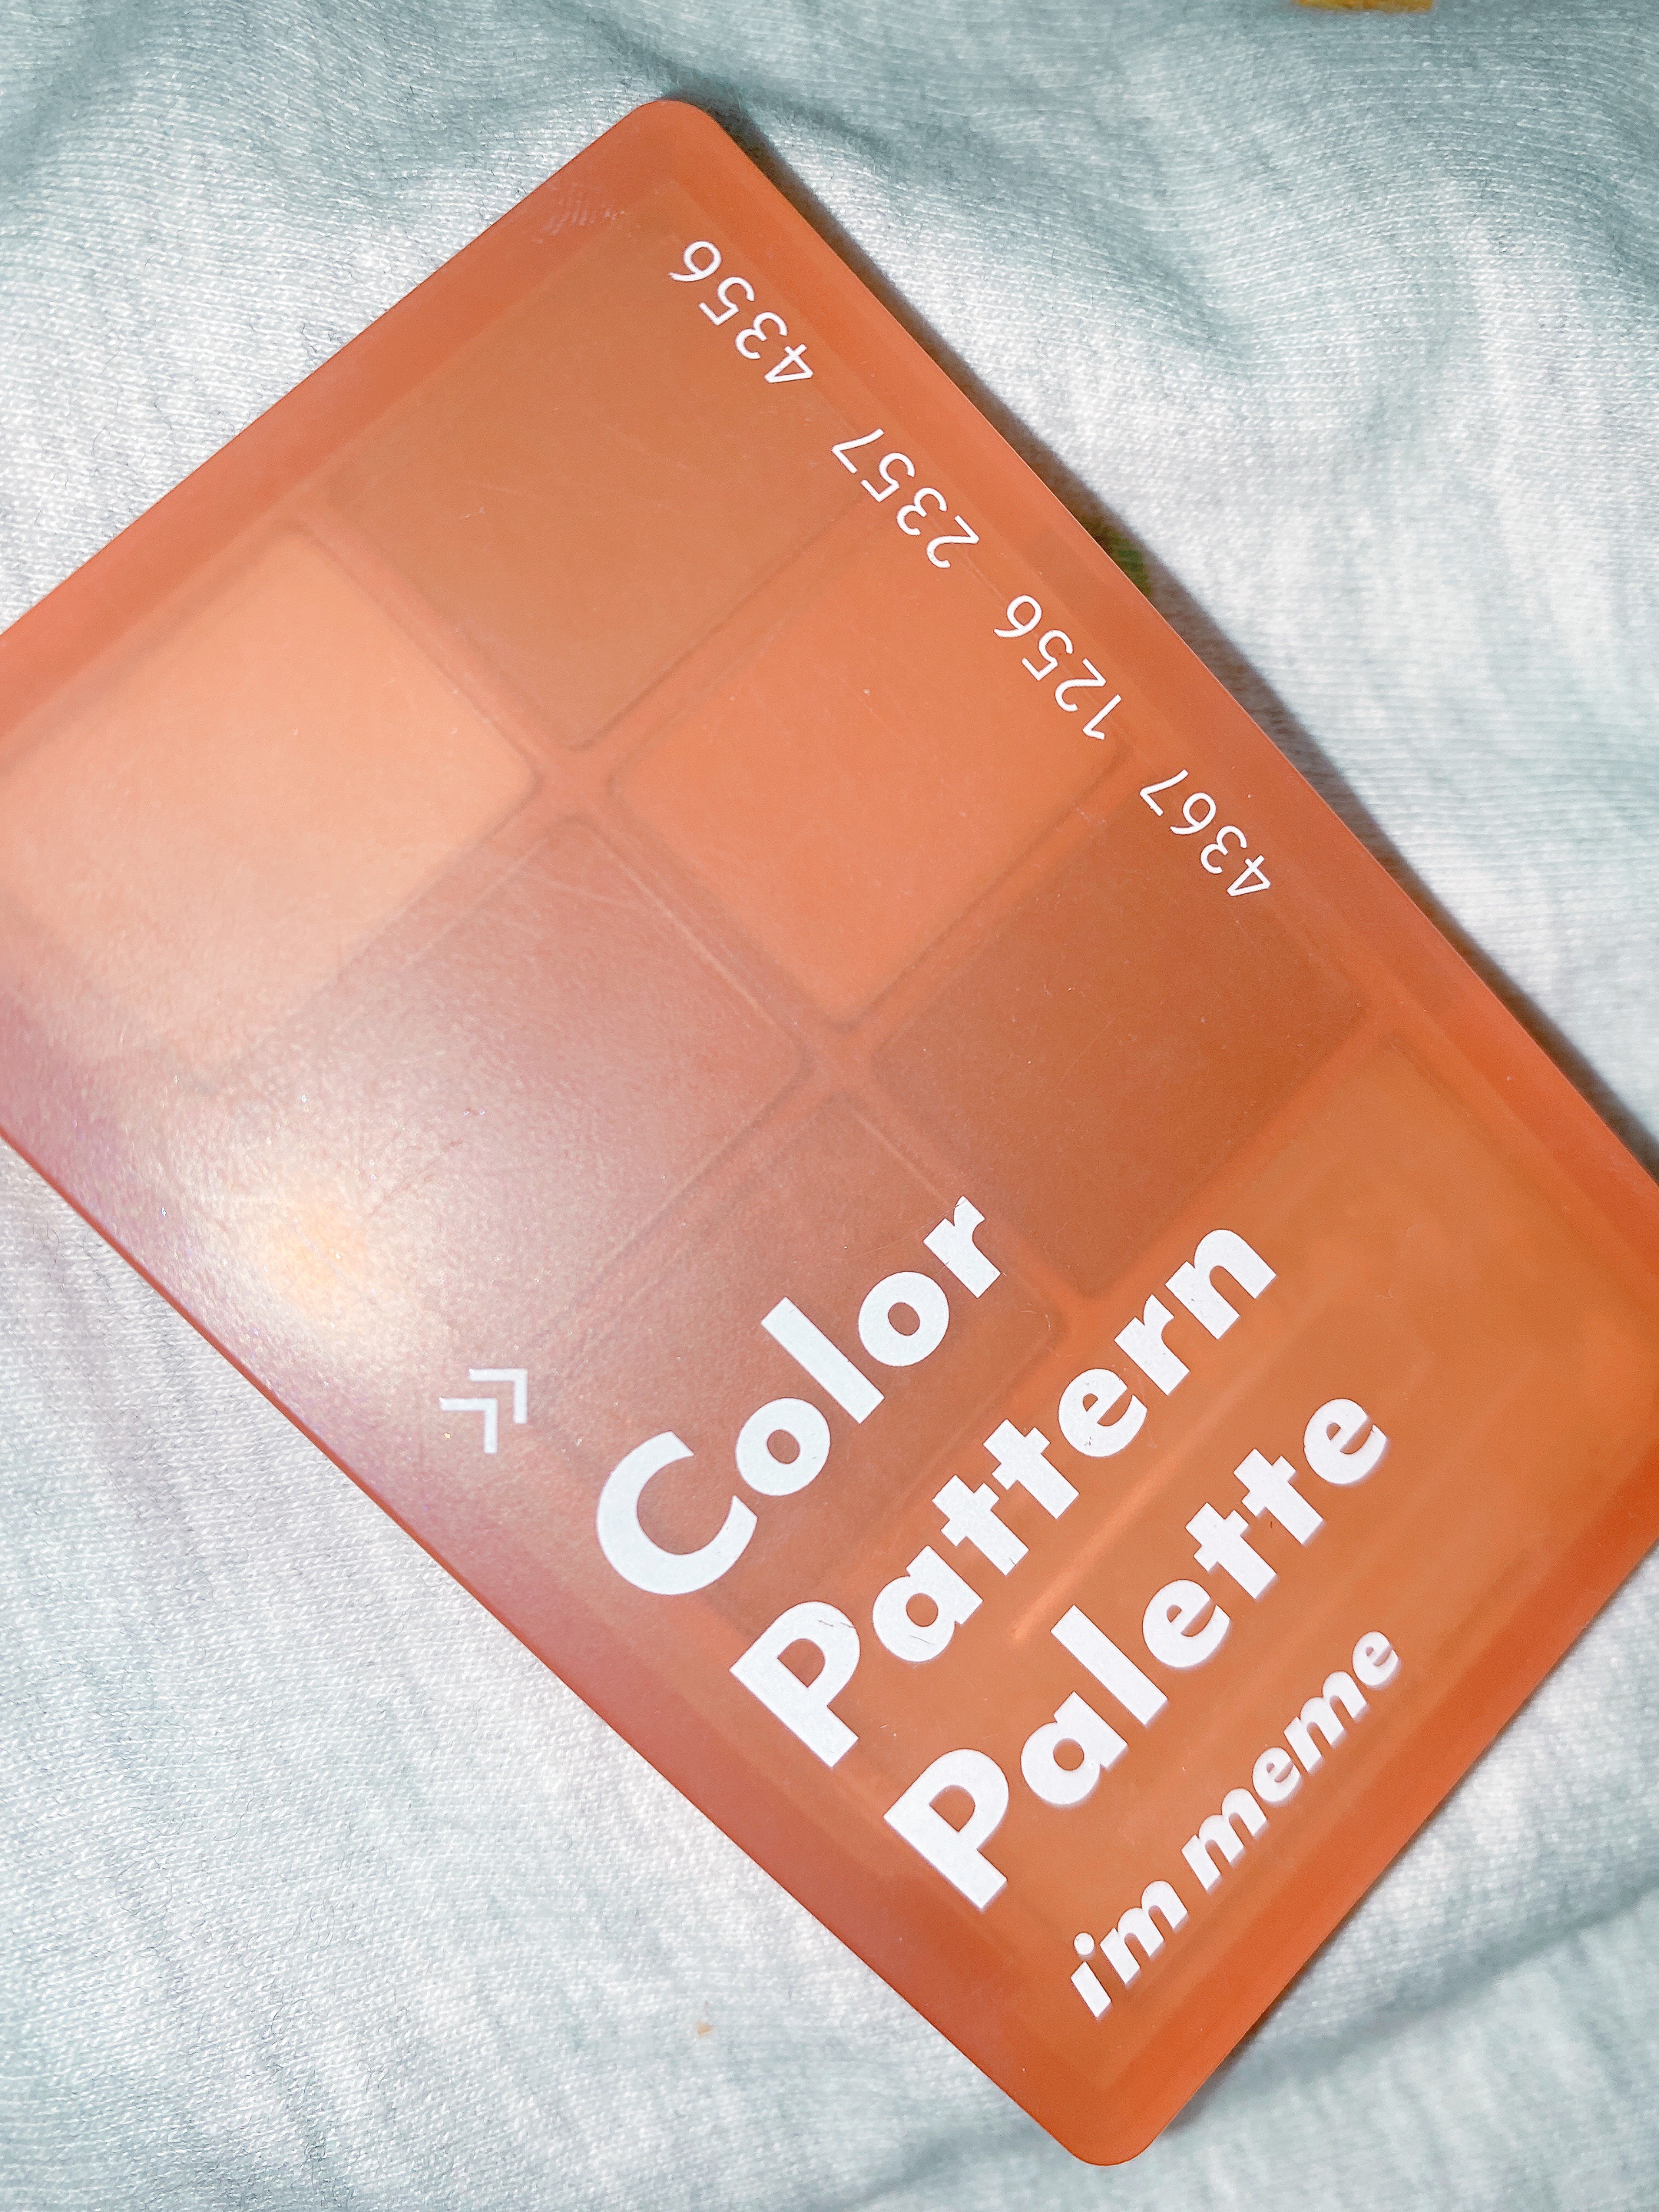 4367 1256 2357 4356
Color
Pattern
Palette
im meme